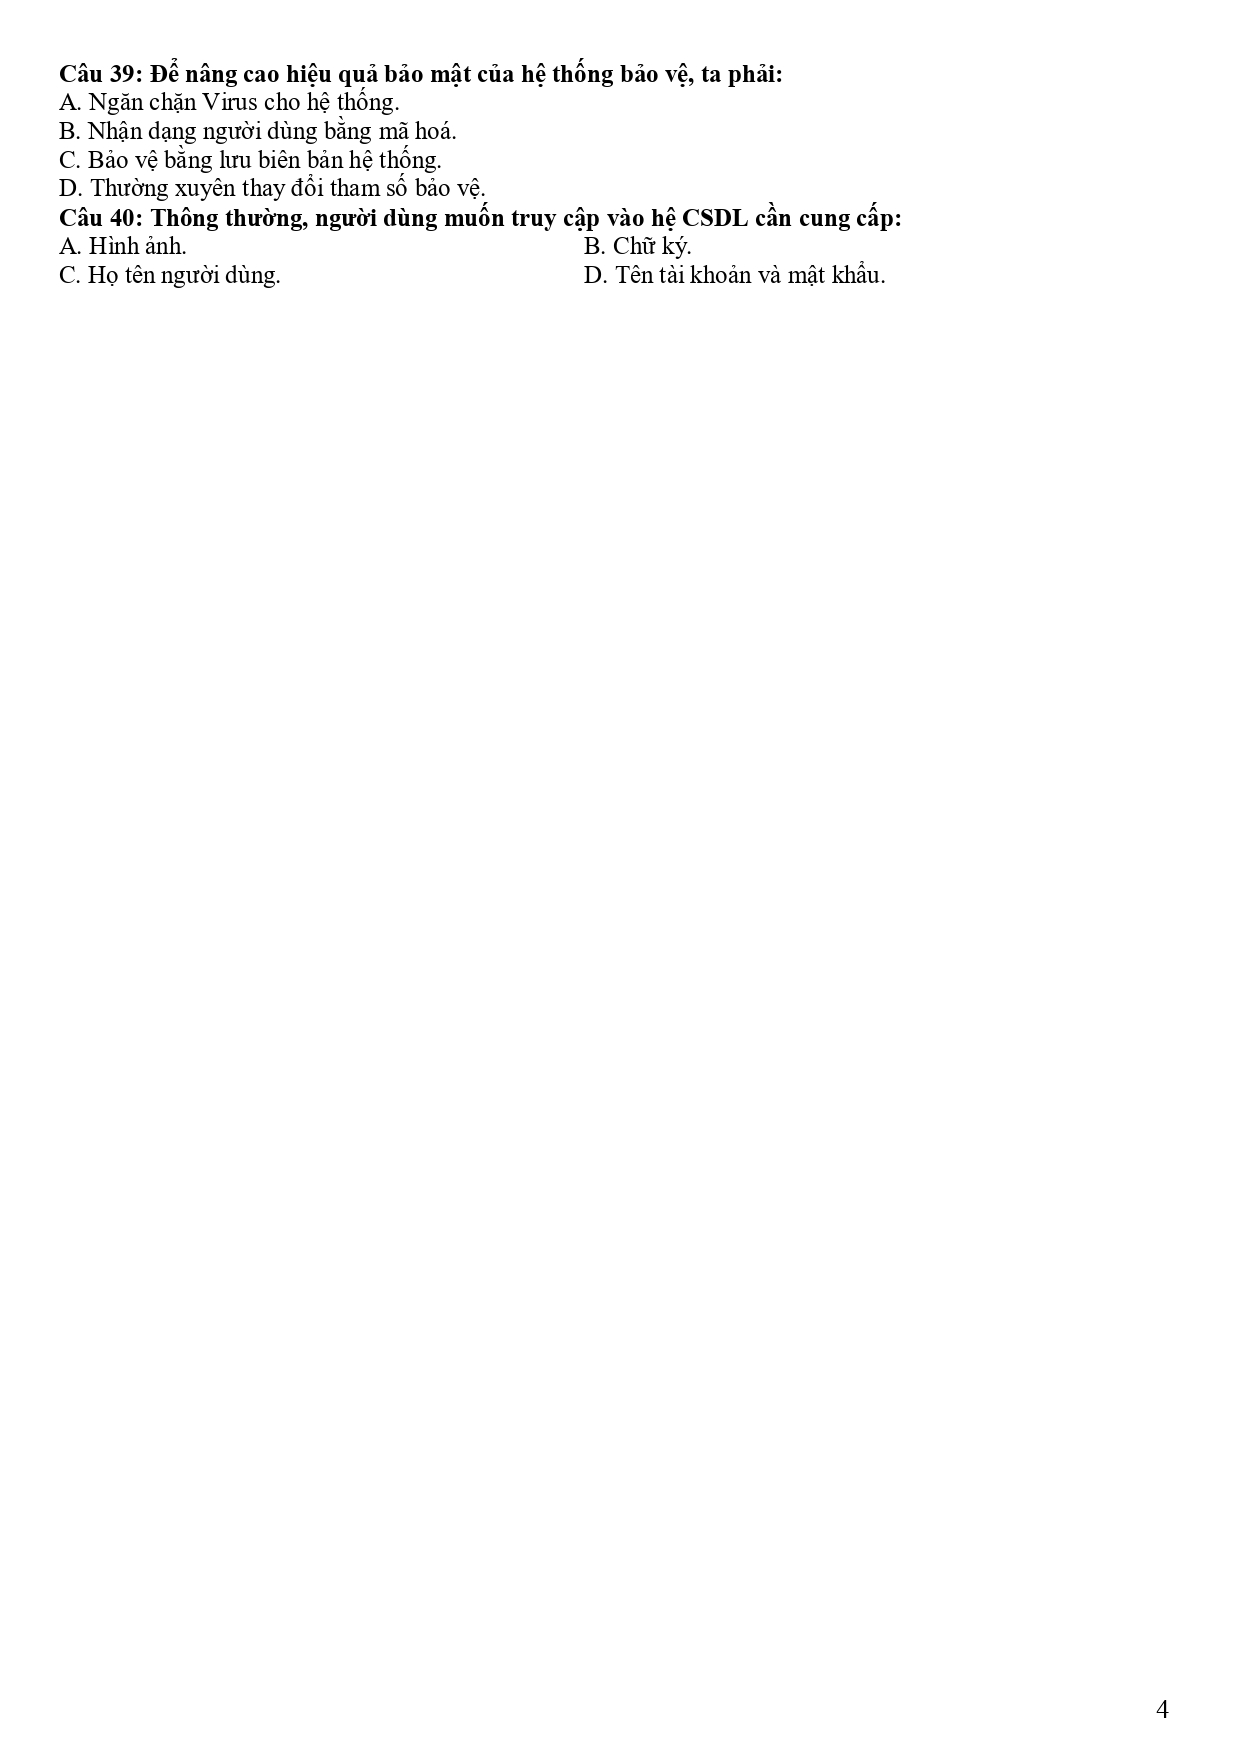 Câu 39: Để nâng cao hiệu quả bảo mật của hệ thống bảo vệ, ta phải:
A. Ngăn chặn Virus cho hệ thống.
B. Nhận dạng người dùng bằng mã hoá.
C. Bảo vệ bằng lưu biên bản hệ thống.
D. Thường xuyên thay đổi tham số bảo vệ.
Câu 40: Thông thường, người dùng muốn truy cập vào hệ CSDL cần cung cấp:
A. Hình ảnh. B. Chữ ký.
C. Họ tên người dùng. D. Tên tài khoản và mật khẩu.
4